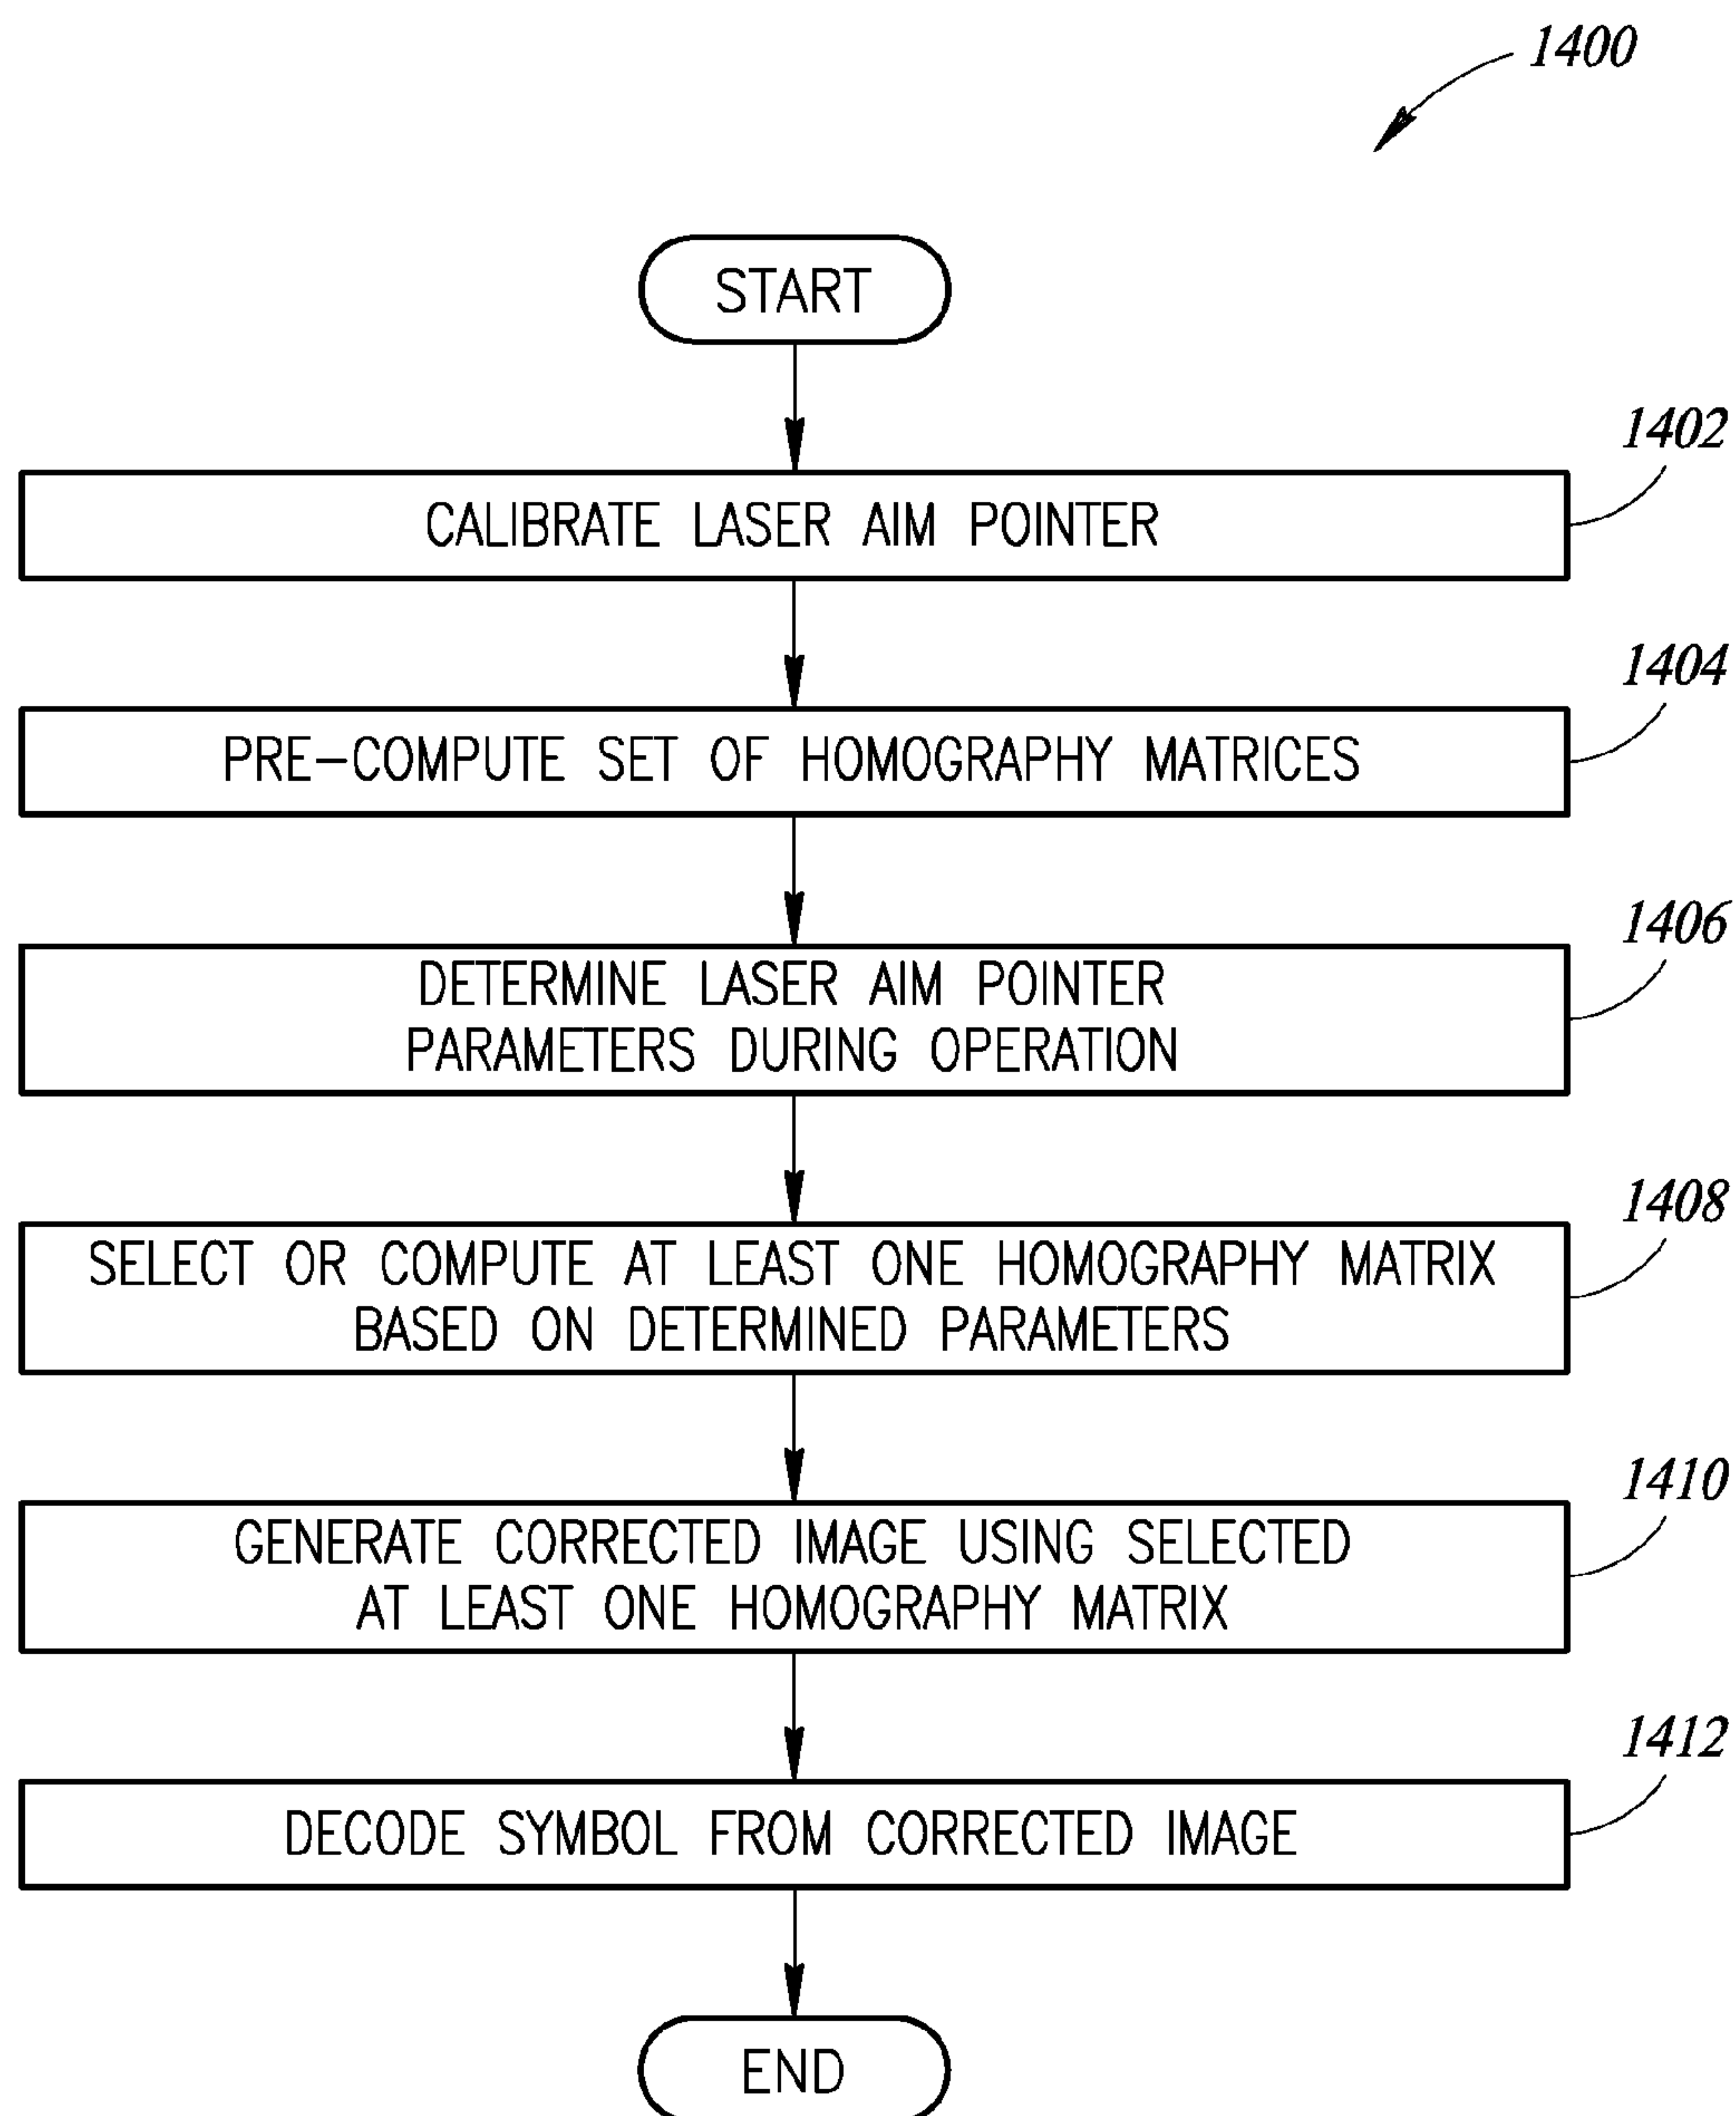 1400
START
1402
CALIBRATE LASER AIM POINTER
1404
PRE-COMPUTE SET OF HOMOGRAPHY MATRICES
1406
DETERMINE LASER AIM POINTER
PARAMETERS DURING OPERATION
1408
SELECT OR COMPUTE AT LEAST ONE HOMOGRAPHY MATRIX
BASED ON DETERMINED PARAMETERS
1410
GENERATE CORRECTED IMAGE USING SELECTED
AT LEAST ONE HOMOGRAPHY MATRIX
1412
DECODE SYMBOL FROM CORRECTED IMAGE
END